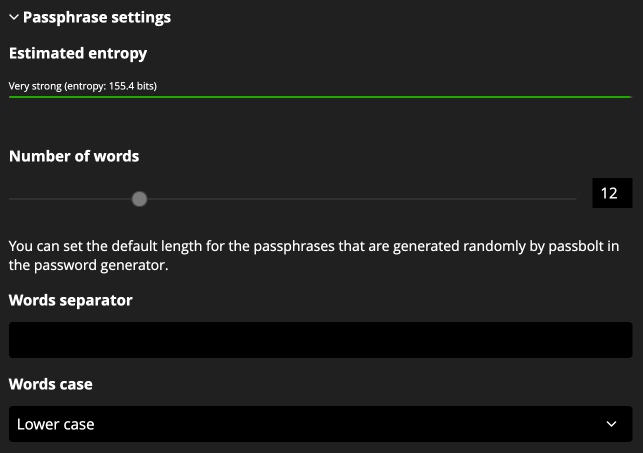 Passphrase settings
Estimated entropy
Very strong (entropy: 155.4 bits)
Number of words
12
You can set the default length for the passphrases that are generated randomly by passbolt in
the password generator.
Words separator
Words case
Lower case